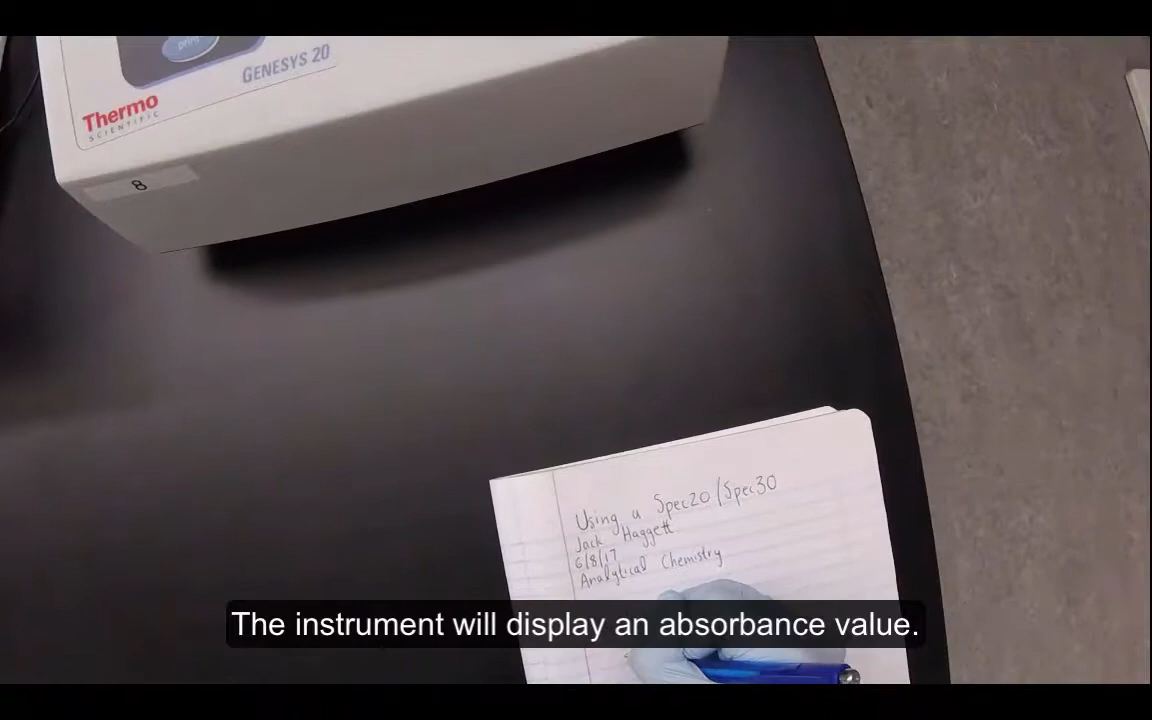 print
GENESYS 20
Thermo
SCIENTIFIC
8
Using a Spec20/Spec30
Jack Haggett
6/8/17
Analytical Chemistry
The instrument will display an absorbance value.